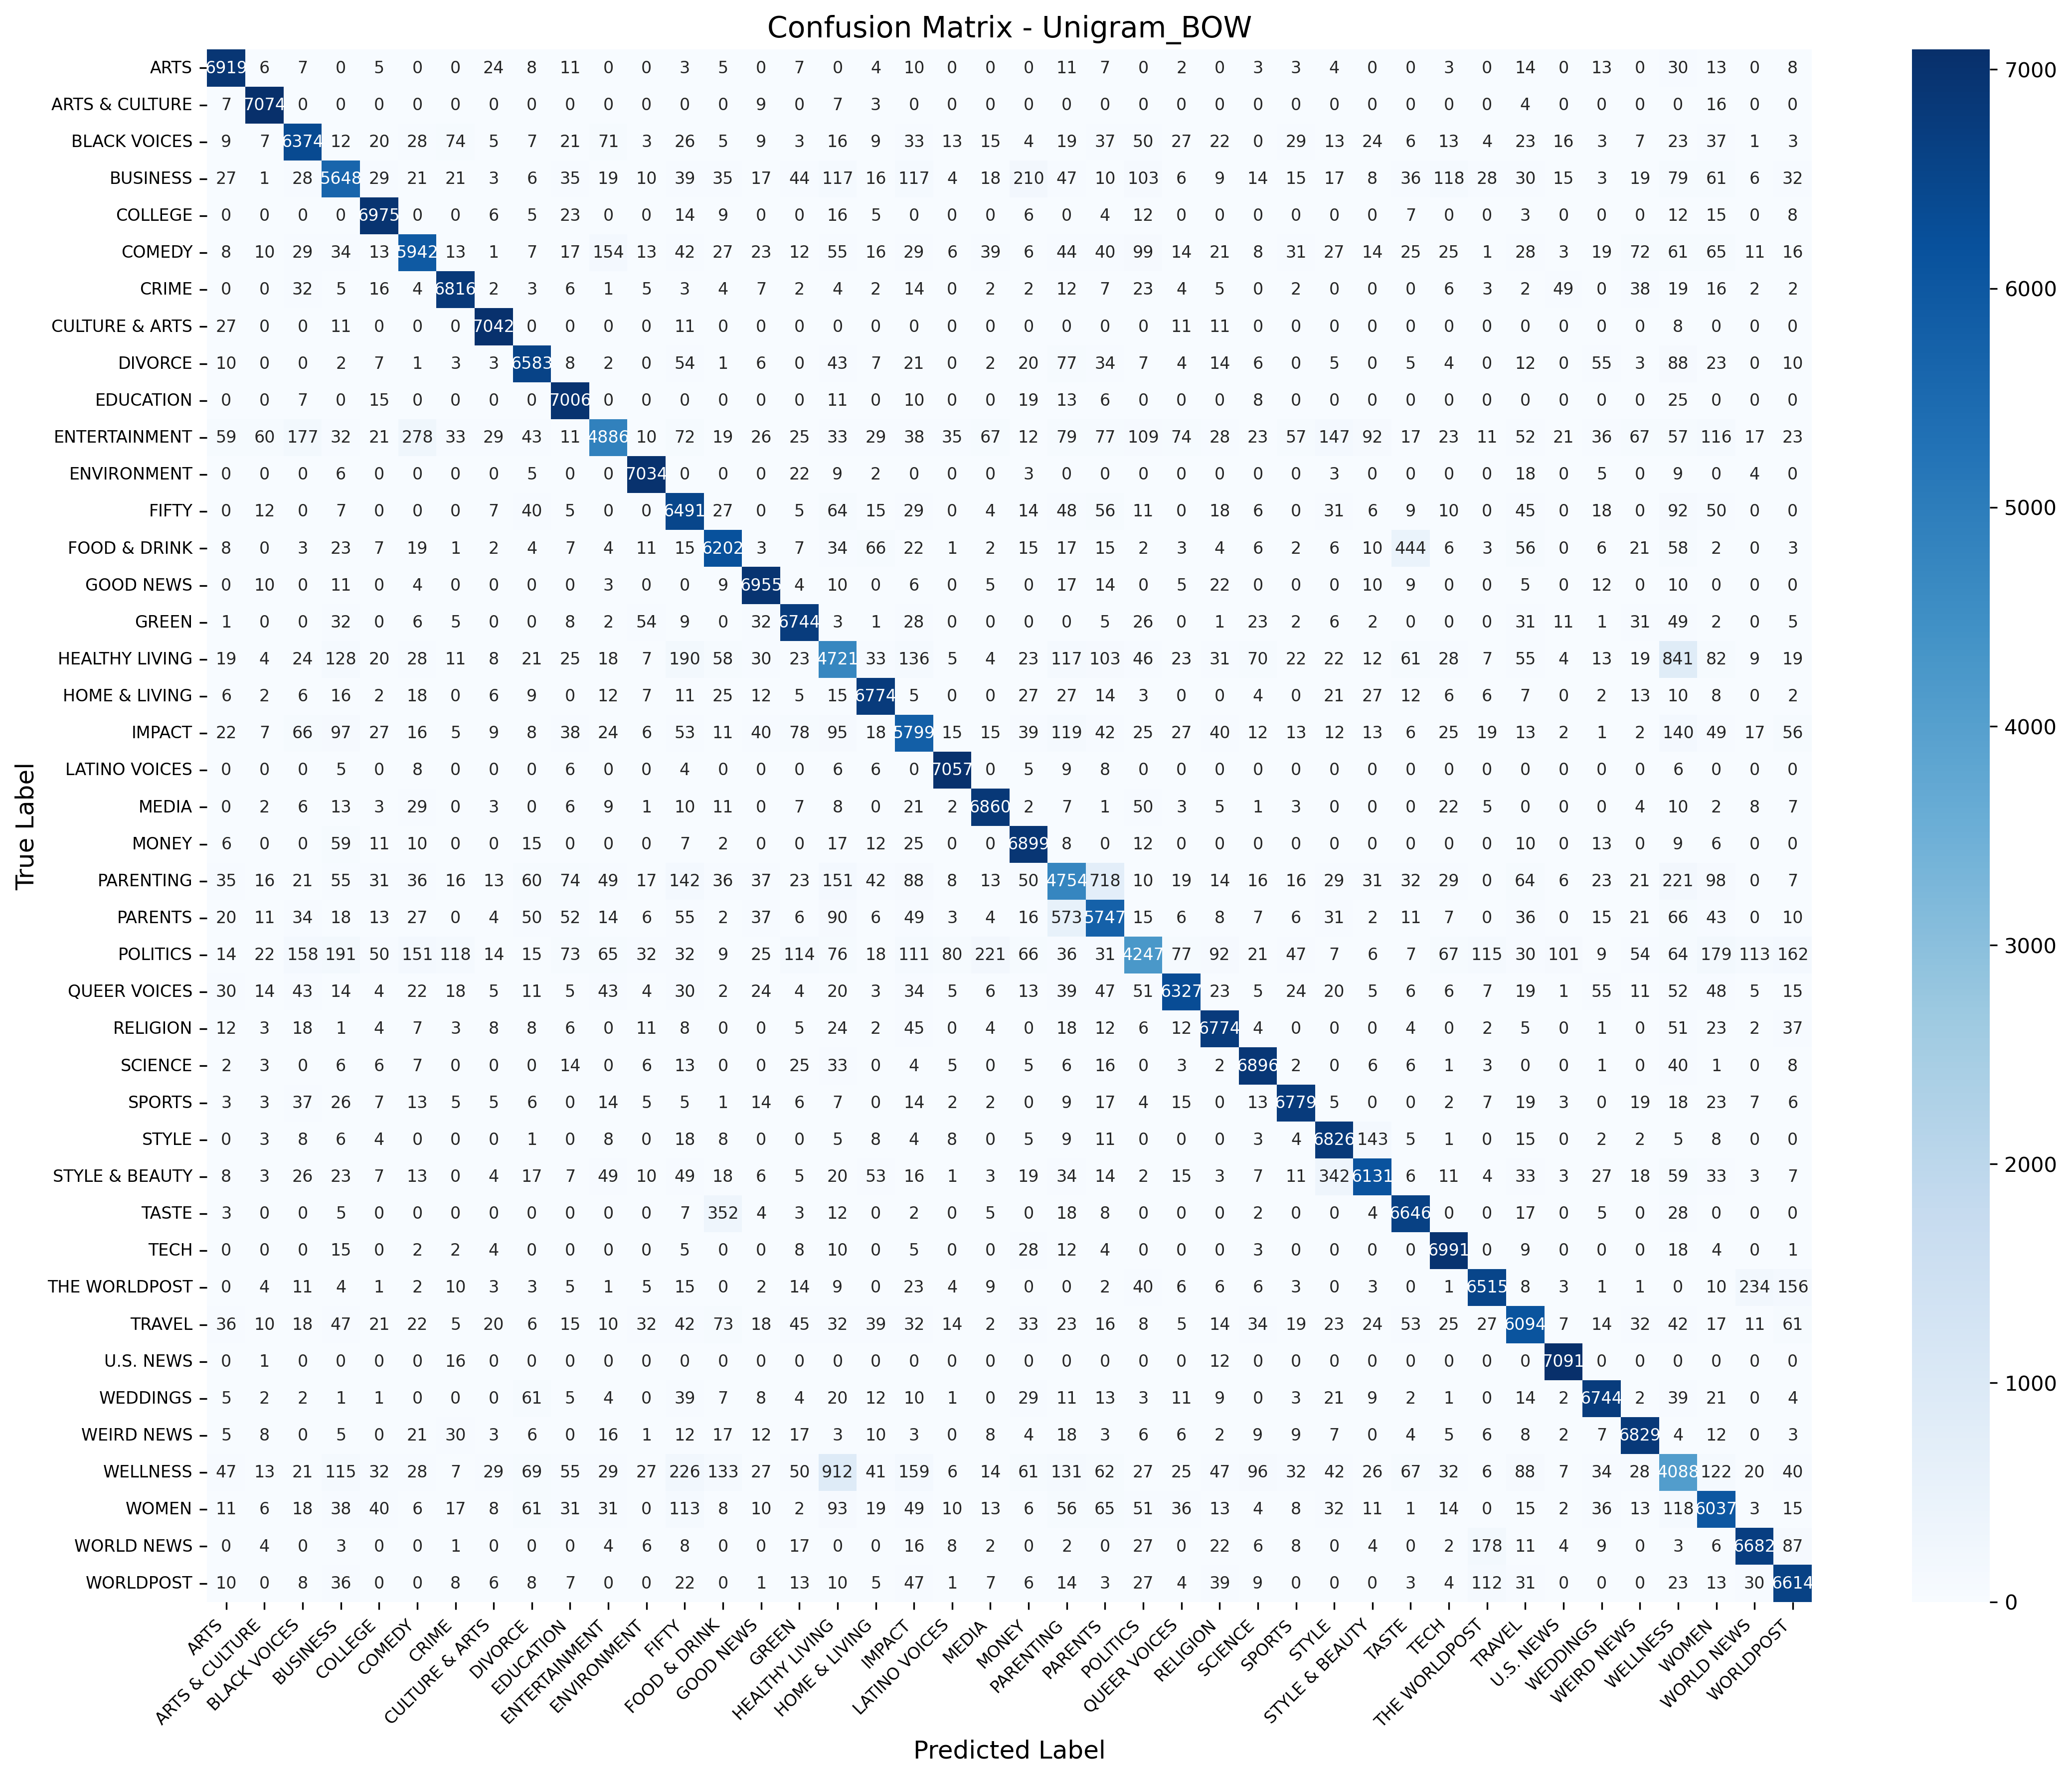 Confusion Matrix - Unigram_BOW
True Label
ARTS 6919 6 7 0 5 0 0 24 8 11 0 0 3 5 0 7 0 4 10 0 0 0 11 7 0 2 0 3 3 4 0 0 3 0 14 0 13 0 30 13 0 8
ARTS & CULTURE 7 7074 0 0 0 0 0 0 0 0 0 0 0 0 9 0 7 3 0 0 0 0 0 0 0 0 0 0 0 0 0 0 0 0 4 0 0 0 0 16 0 0
BLACK VOICES 9 7 6374 12 20 28 74 5 7 21 71 3 26 5 9 3 16 9 33 13 15 4 19 37 50 27 22 0 29 13 24 6 13 4 23 16 3 7 23 37 1 3
BUSINESS 27 1 28 5648 29 21 21 3 6 35 19 10 39 35 17 44 117 16 117 4 18 210 47 10 103 6 9 14 15 17 8 36 118 28 30 15 3 19 79 61 6 32
COLLEGE 0 0 0 0 6975 0 0 6 5 23 0 0 14 9 0 0 16 5 0 0 0 6 0 4 12 0 0 0 0 0 0 7 0 0 3 0 0 0 12 15 0 8
COMEDY 8 10 29 34 13 5942 13 1 7 17 154 13 42 27 23 12 55 16 29 6 39 6 44 40 99 14 21 8 31 27 14 25 25 1 28 3 19 72 61 65 11 16
CRIME 0 0 32 5 16 4 6816 2 3 6 1 5 3 4 7 2 4 2 14 0 2 2 12 7 23 4 5 0 2 0 0 0 6 3 2 49 0 38 19 16 2 2
CULTURE & ARTS 27 0 0 11 0 0 0 7042 0 0 0 0 11 0 0 0 0 0 0 0 0 0 0 0 0 11 11 0 0 0 0 0 0 0 0 0 0 0 8 0 0 0
DIVORCE 10 0 0 2 7 1 3 3 6583 8 2 0 54 1 6 0 43 7 21 0 2 20 77 34 7 4 14 6 0 5 0 5 4 0 12 0 55 3 88 23 0 10
EDUCATION 0 0 7 0 15 0 0 0 0 7006 0 0 0 0 0 0 11 0 10 0 0 19 13 6 0 0 0 8 0 0 0 0 0 0 0 0 0 0 25 0 0 0
ENTERTAINMENT 59 60 177 32 21 278 33 29 43 11 4886 10 72 19 26 25 33 29 38 35 67 12 79 77 109 74 28 23 57 147 92 17 23 11 52 21 36 67 57 116 17 23
ENVIRONMENT 0 0 0 6 0 0 0 0 5 0 0 7034 0 0 0 22 9 2 0 0 0 3 0 0 0 0 0 0 0 3 0 0 0 0 18 0 5 0 9 0 4 0
FIFTY 0 12 0 7 0 0 0 7 40 5 0 0 6491 27 0 5 64 15 29 0 4 14 48 56 11 0 18 6 0 31 6 9 10 0 45 0 18 0 92 50 0 0
FOOD & DRINK 8 0 3 23 7 19 1 2 4 7 4 11 15 6202 3 7 34 66 22 1 2 15 17 15 2 3 4 6 2 6 10 444 6 3 56 0 6 21 58 2 0 3
GOOD NEWS 0 10 0 11 0 4 0 0 0 0 3 0 0 9 6955 4 10 0 6 0 5 0 17 14 0 5 22 0 0 0 10 9 0 0 5 0 12 0 10 0 0 0
GREEN 1 0 0 32 0 6 5 0 0 8 2 54 9 0 32 6744 3 1 28 0 0 0 0 5 26 0 1 23 2 6 2 0 0 0 31 11 1 31 49 2 0 5
HEALTHY LIVING 19 4 24 128 20 28 11 8 21 25 18 7 190 58 30 23 4721 33 136 5 4 23 117 103 46 23 31 70 22 22 12 61 28 7 55 4 13 19 841 82 9 19
HOME & LIVING 6 2 6 16 2 18 0 6 9 0 12 7 11 25 12 5 15 6774 5 0 0 27 27 14 3 0 0 4 0 21 27 12 6 6 7 0 2 13 10 8 0 2
IMPACT 22 7 66 97 27 16 5 9 8 38 24 6 53 11 40 78 95 18 5799 15 15 39 119 42 25 27 40 12 13 12 13 6 25 19 13 2 1 2 140 49 17 56
LATINO VOICES 0 0 0 5 0 8 0 0 0 6 0 0 4 0 0 0 6 6 0 7057 0 5 9 8 0 0 0 0 0 0 0 0 0 0 0 0 0 0 6 0 0 0
MEDIA 0 2 6 13 3 29 0 3 0 6 9 1 10 11 0 7 8 0 21 2 6860 2 7 1 50 3 5 1 3 0 0 0 22 5 0 0 0 4 10 2 8 7
MONEY 6 0 0 59 11 10 0 0 15 0 0 0 7 2 0 0 17 12 25 0 0 6899 8 0 12 0 0 0 0 0 0 0 0 0 10 0 13 0 9 6 0 0
PARENTING 35 16 21 55 31 36 16 13 60 74 49 17 142 36 37 23 151 42 88 8 13 50 4754 718 10 19 14 16 16 29 31 32 29 0 64 6 23 21 221 98 0 7
PARENTS 20 11 34 18 13 27 0 4 50 52 14 6 55 2 37 6 90 6 49 3 4 16 573 5747 15 6 8 7 6 31 2 11 7 0 36 0 15 21 66 43 0 10
POLITICS 14 22 158 191 50 151 118 14 15 73 65 32 32 9 25 114 76 18 111 80 221 66 36 31 4247 77 92 21 47 7 6 7 67 115 30 101 9 54 64 179 113 162
QUEER VOICES 30 14 43 14 4 22 18 5 11 5 43 4 30 2 24 4 20 3 34 5 6 13 39 47 51 6327 23 5 24 20 5 6 6 7 19 1 55 11 52 48 5 15
RELIGION 12 3 18 1 4 7 3 8 8 6 0 11 8 0 0 5 24 2 45 0 4 0 18 12 6 12 6774 4 0 0 0 4 0 2 5 0 1 0 51 23 2 37
SCIENCE 2 3 0 6 6 7 0 0 0 14 0 6 13 0 0 25 33 0 4 5 0 5 6 16 0 3 2 6896 2 0 6 6 1 3 0 0 1 0 40 1 0 8
SPORTS 3 3 37 26 7 13 5 5 6 0 14 5 5 1 14 6 7 0 14 2 2 0 9 17 4 15 0 13 6779 5 0 0 2 7 19 3 0 19 18 23 7 6
STYLE 0 3 8 6 4 0 0 0 1 0 8 0 18 8 0 0 5 8 4 8 0 5 9 11 0 0 0 3 4 6826 143 5 1 0 15 0 2 2 5 8 0 0
STYLE & BEAUTY 8 3 26 23 7 13 0 4 17 7 49 10 49 18 6 5 20 53 16 1 3 19 34 14 2 15 3 7 11 342 6131 6 11 4 33 3 27 18 59 33 3 7
TASTE 3 0 0 5 0 0 0 0 0 0 0 0 7 352 4 3 12 0 2 0 5 0 18 8 0 0 0 2 0 0 4 6646 0 0 17 0 5 0 28 0 0 0
TECH 0 0 0 15 0 2 2 4 0 0 0 0 5 0 0 8 10 0 5 0 0 28 12 4 0 0 0 3 0 0 0 0 6991 0 9 0 0 0 18 4 0 1
THE WORLDPOST 0 4 11 4 1 2 10 3 3 5 1 5 15 0 2 14 9 0 23 4 9 0 0 2 40 6 6 6 3 0 3 0 1 6515 8 3 1 1 0 10 234 156
TRAVEL 36 10 18 47 21 22 5 20 6 15 10 32 42 73 18 45 32 39 32 14 2 33 23 16 8 5 14 34 19 23 24 53 25 27 6094 7 14 32 42 17 11 61
U.S. NEWS 0 1 0 0 0 0 16 0 0 0 0 0 0 0 0 0 0 0 0 0 0 0 0 0 0 0 12 0 0 0 0 0 0 0 0 7091 0 0 0 0 0 0
WEDDINGS 5 2 2 1 1 0 0 0 61 5 4 0 39 7 8 4 20 12 10 1 0 29 11 13 3 11 9 0 3 21 9 2 1 0 14 2 6744 2 39 21 0 4
WEIRD NEWS 5 8 0 5 0 21 30 3 6 0 16 1 12 17 12 17 3 10 3 0 8 4 18 3 6 6 2 9 9 7 0 4 5 6 8 2 7 6829 4 12 0 3
WELLNESS 47 13 21 115 32 28 7 29 69 55 29 27 226 133 27 50 912 41 159 6 14 61 131 62 27 25 47 96 32 42 26 67 32 6 88 7 34 28 4088 122 20 40
WOMEN 11 6 18 38 40 6 17 8 61 31 31 0 113 8 10 2 93 19 49 10 13 6 56 65 51 36 13 4 8 32 11 1 14 0 15 2 36 13 118 6037 3 15
WORLD NEWS 0 4 0 3 0 0 1 0 0 0 4 6 8 0 0 17 0 0 16 8 2 0 2 0 27 0 22 6 8 0 4 0 2 178 11 4 9 0 3 6 6682 87
WORLDPOST 10 0 8 36 0 0 8 6 8 7 0 0 22 0 1 13 10 5 47 1 7 6 14 3 27 4 39 9 0 0 0 3 4 112 31 0 0 0 23 13 30 6614
ARTS
ARTS & CULTURE
BLACK VOICES
BUSINESS
COLLEGE
COMEDY
CRIME
CULTURE & ARTS
DIVORCE
EDUCATION
ENTERTAINMENT
ENVIRONMENT
FIFTY
FOOD & DRINK
GOOD NEWS
GREEN
HEALTHY LIVING
HOME & LIVING
IMPACT
LATINO VOICES
MEDIA
MONEY
PARENTING
PARENTS
POLITICS
QUEER VOICES
RELIGION
SCIENCE
SPORTS
STYLE
STYLE & BEAUTY
TASTE
TECH
THE WORLDPOST
TRAVEL
U.S. NEWS
WEDDINGS
WEIRD NEWS
WELLNESS
WOMEN
WORLD NEWS
WORLDPOST
Predicted Label
7000
6000
5000
4000
3000
2000
1000
0